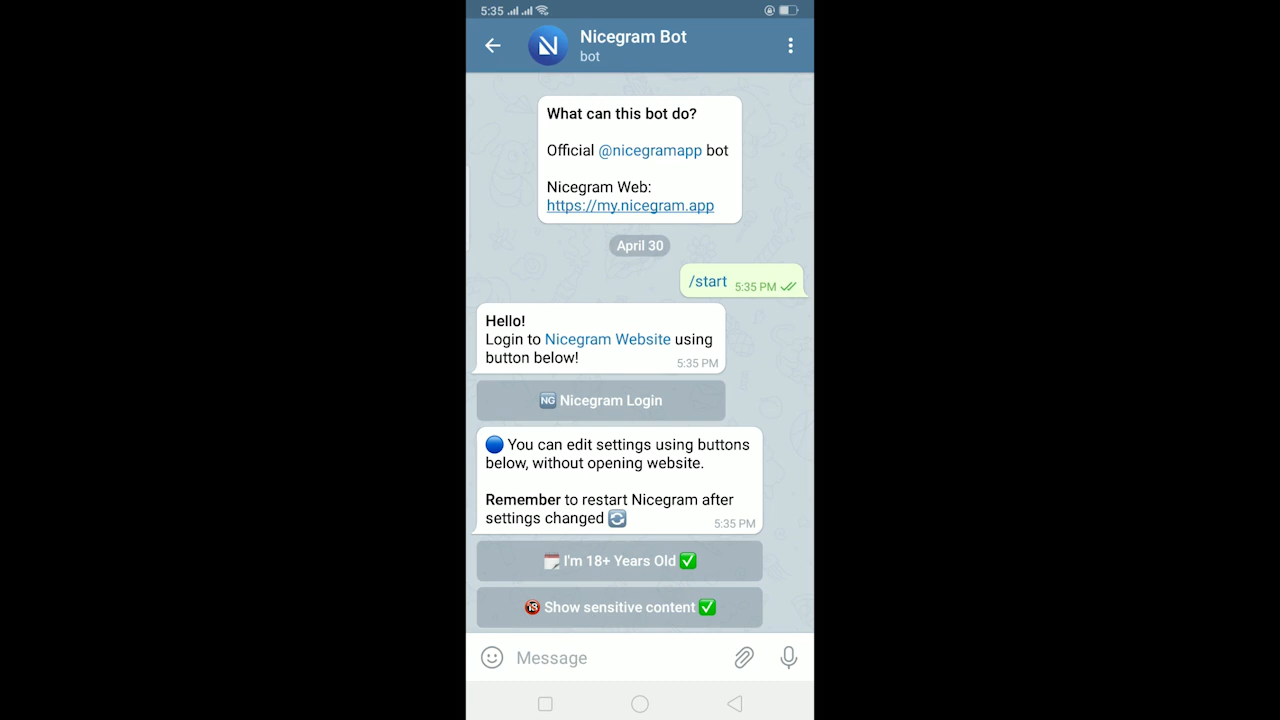 5:35
Nicegram Bot
bot
What can this bot do?
Official @nicegramapp bot
Nicegram Web:
https://my.nicegram.app
April 30
/start 5:35 PM
Hello!
Login to Nicegram Website using
button below!
5:35 PM
NG Nicegram Login
You can edit settings using buttons
below, without opening website.
Remember to restart Nicegram after
settings changed
5:35 PM
I'm 18+ Years Old
18 Show sensitive content
Message